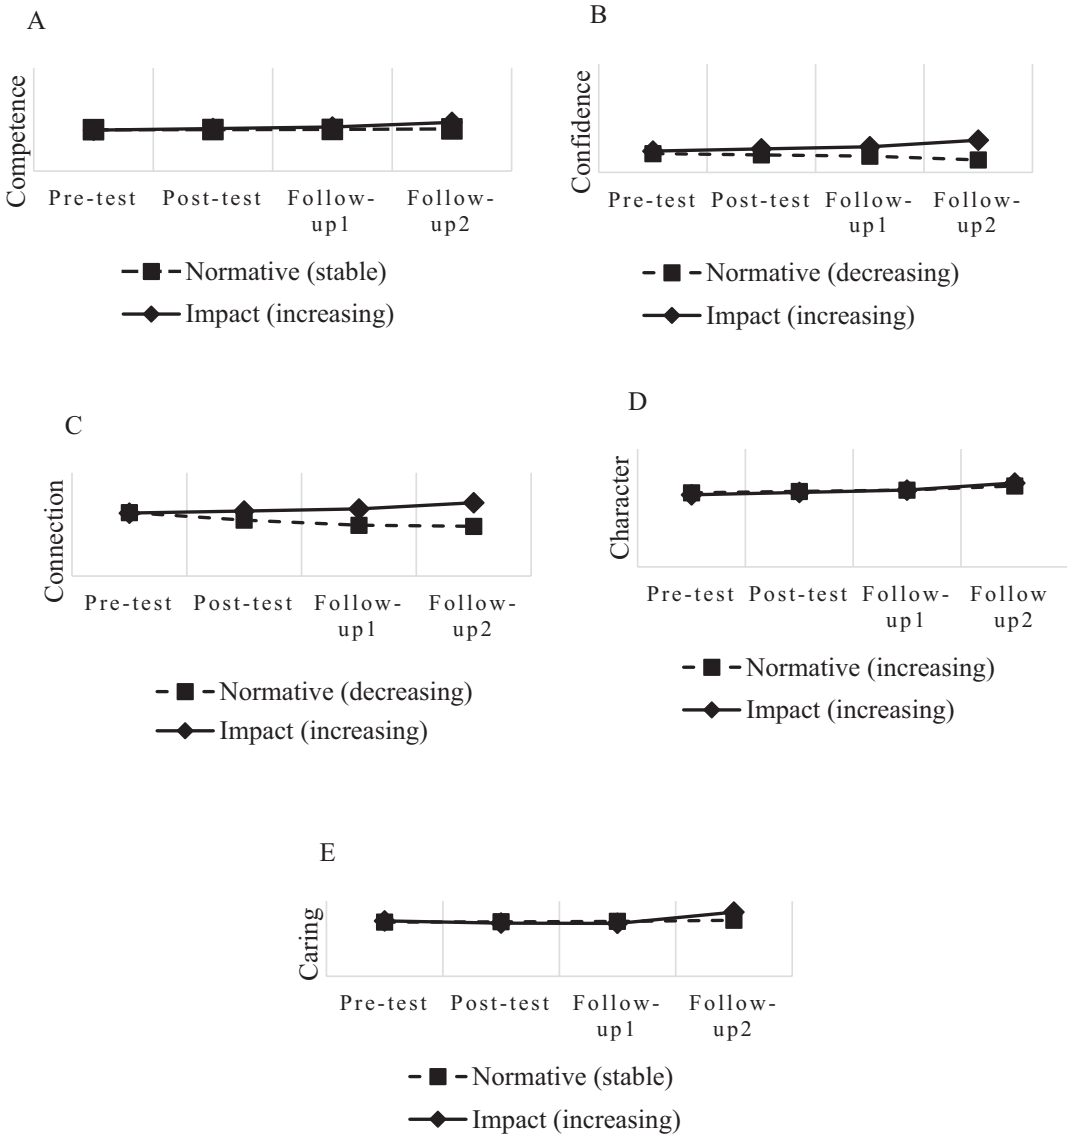 A
Competence
Pre-test Post-test Follow- Follow-
up1 up2
Normative (stable)
Impact (increasing)
B
Confidence
Pre-test Post-test Follow- Follow-
up1 up2
Normative (decreasing)
Impact (increasing)
C
Connection
Pre-test Post-test Follow- Follow-
up1 up2
Normative (decreasing)
Impact (increasing)
D
Character
Pre-test Post-test Follow- Follow
up1 up2
Normative (increasing)
Impact (increasing)
E
Caring
Pre-test Post-test Follow- Follow-
up1 up2
Normative (stable)
Impact (increasing)